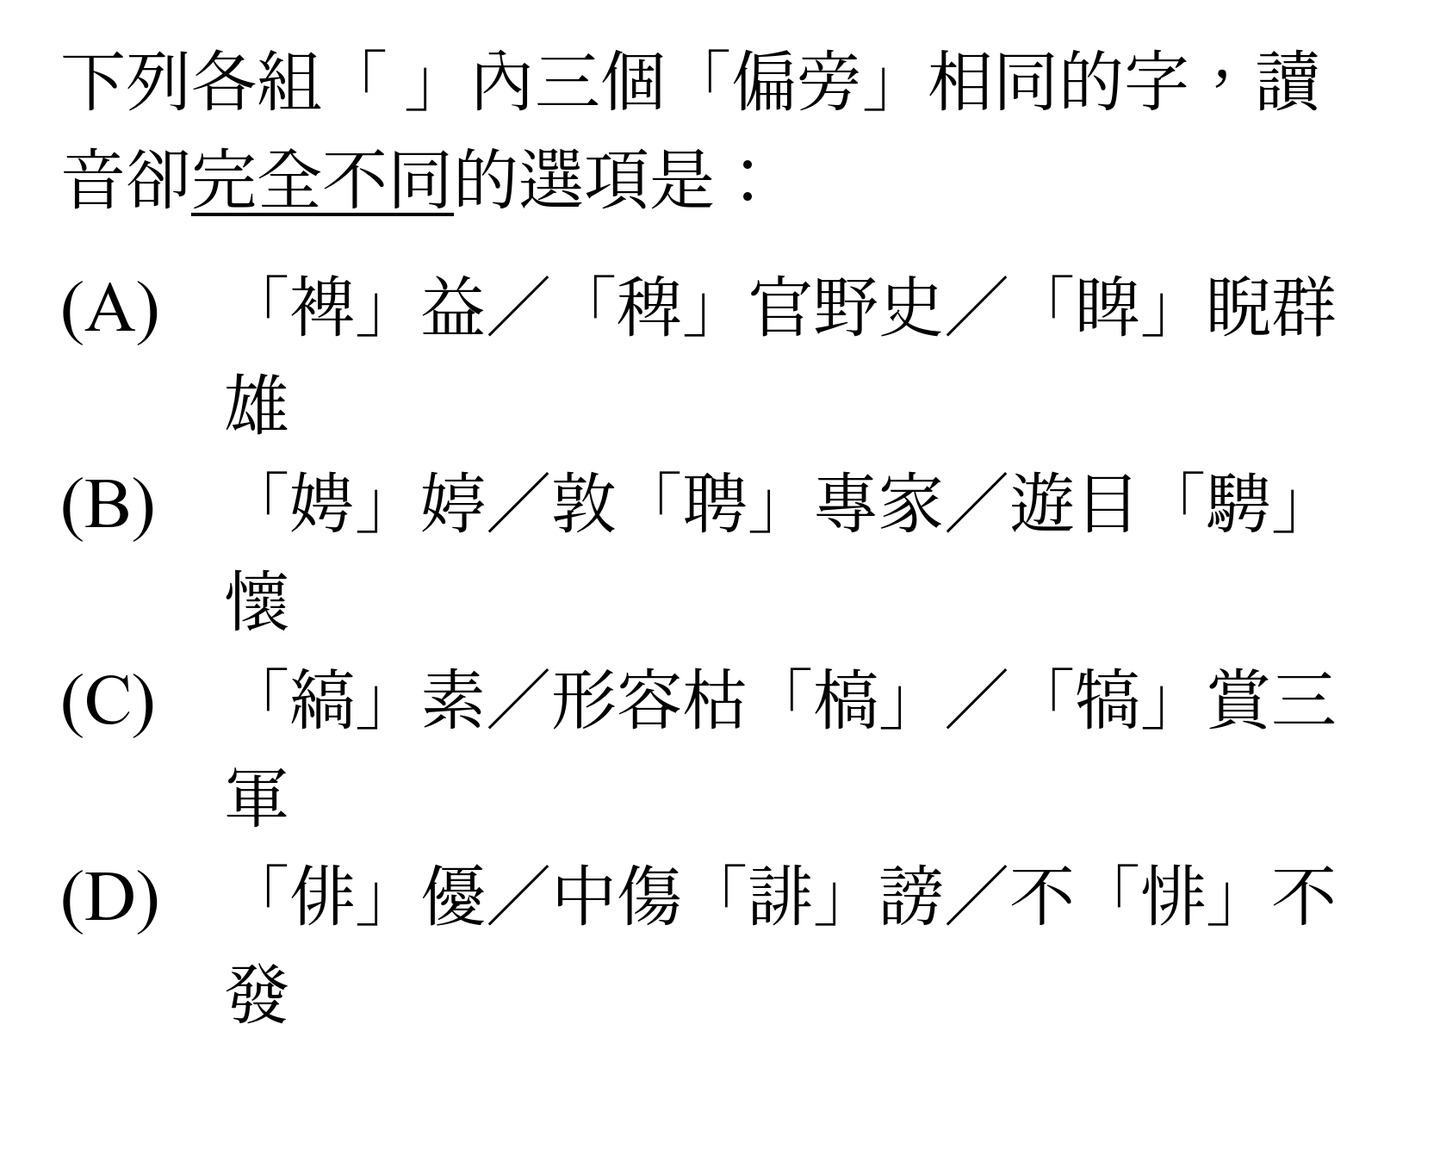 下列各組「 」內三個「偏旁」相同的字，讀
音卻完全不同的選項是：
(A) 「裨」益／「稗」官野史／「睥」睨群
雄
(B) 「娉」婷／敦「聘」專家／遊目「騁」
懷
(C) 「縞」素／形容枯「槁」／「犒」賞三
軍
(D) 「俳」優／中傷「誹」謗／不「悱」不
發